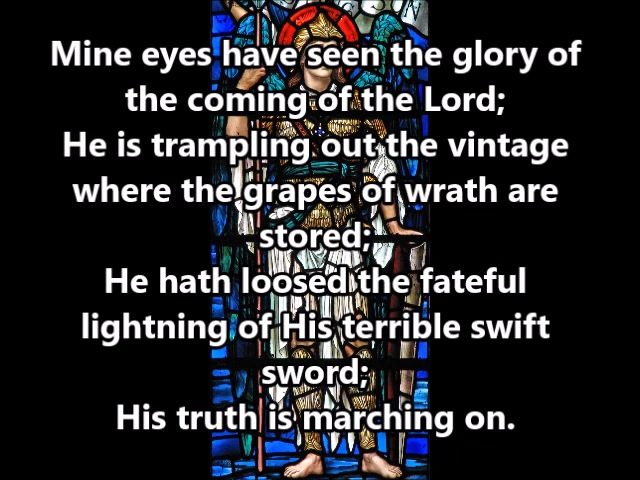 Mine eyes have seen the glory of
the coming of the Lord;
He is trampling out the vintage
where the grapes of wrath are
stored;
He hath loosed the fateful
lightning of His terrible swift
sword;
His truth is marching on.